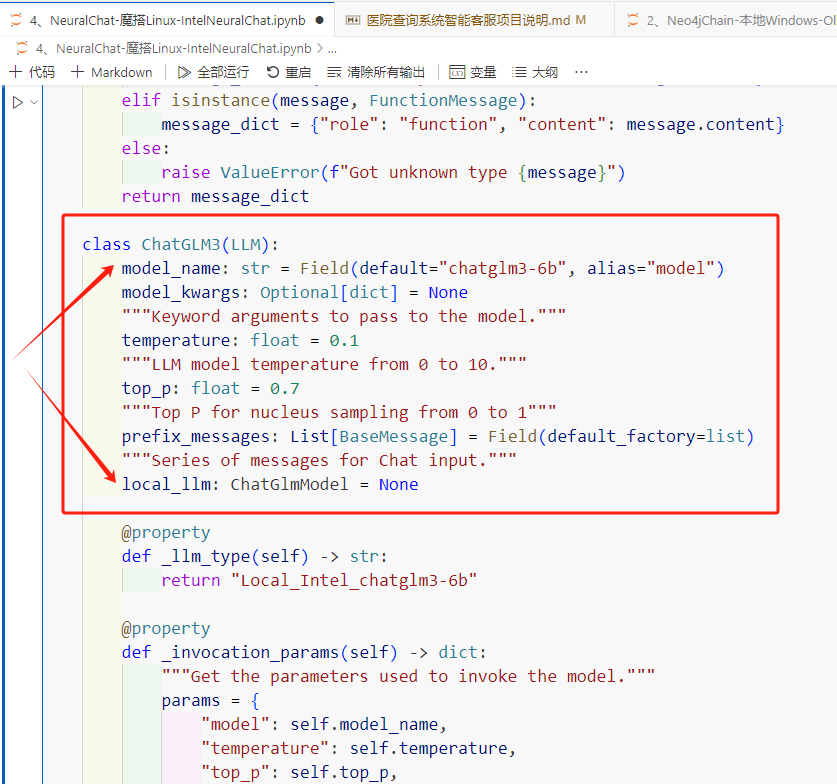 4、NeuralChat-魔搭Linux-IntelNeuralChat.ipynb ● 医院查询系统智能客服项目说明.md M 2、Neo4jChain-本地Windows-Ol
4、NeuralChat-魔搭Linux-IntelNeuralChat.ipynb > ...
+ 代码 + Markdown 全部运行 重启 清除所有输出 变量 大纲 ...
elif isinstance(message, FunctionMessage):
message_dict = {"role": "function", "content": message.content}
else:
raise ValueError(f"Got unknown type {message}")
return message_dict
class ChatGLM3(LLM):
model_name: str = Field(default="chatglm3-6b", alias="model")
model_kwargs: Optional[dict] = None
"""Keyword arguments to pass to the model."""
temperature: float = 0.1
"""LLM model temperature from 0 to 10."""
top_p: float = 0.7
"""Top P for nucleus sampling from 0 to 1"""
prefix_messages: List[BaseMessage] = Field(default_factory=list)
"""Series of messages for Chat input."""
local_llm: ChatGlmModel = None
@property
def _llm_type(self) -> str:
return "Local_Intel_chatglm3-6b"
@property
def _invocation_params(self) -> dict:
"""Get the parameters used to invoke the model."""
params = {
"model": self.model_name,
"temperature": self.temperature,
"top_p": self.top_p,